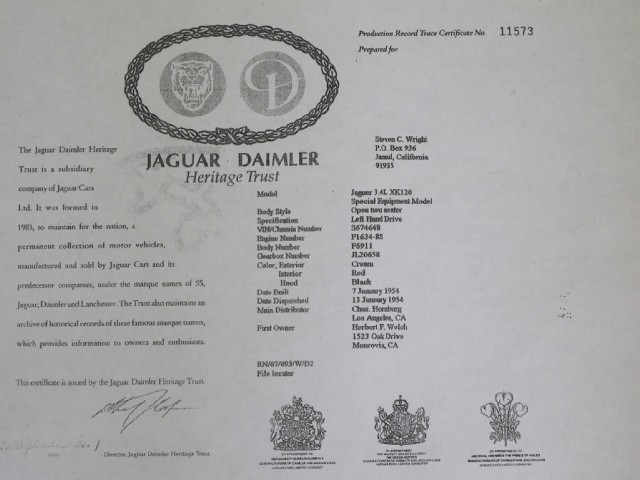 Production Record Trace Certificate No. 11573
Prepared for
Steven C. Wright
P.O. Box 936
Jamul, California
91935
JAGUAR DAIMLER
Heritage Trust
The Jaguar Daimler Heritage
Trust is a subsidiary
company of Jaguar Cars
Ltd. It was formed in
1983, to maintain for the nation, a
permanent collection of motor vehicles,
manufactured and sold by Jaguar Cars and its
predecessor companies, under the marque names of SS,
Jaguar, Daimler and Lanchester. The Trust also maintains an
archive of historical records of these famous marque names,
which provides information to owners and enthusiasts.
This certificate is issued by the Jaguar Daimler Heritage Trust.
Director, Jaguar Daimler Heritage Trust.
Model Jaguar 3.4L XK120
Special Equipment Model
Body Style Open two seater
Specification Left Hand Drive
VIN/Chassis Number S674648
Engine Number F1634-8S
Body Number F6911
Gearbox Number JL20658
Color, Exterior Cream
Interior Red
Hood Black
Date Built 7 January 1954
Date Dispatched 13 January 1954
Main Distributor Chas. Hornburg
Los Angeles, CA
First Owner Herbert F. Welch
1523 Oak Drive
Monrovia, CA
RN/07/093/W/D2
File locator